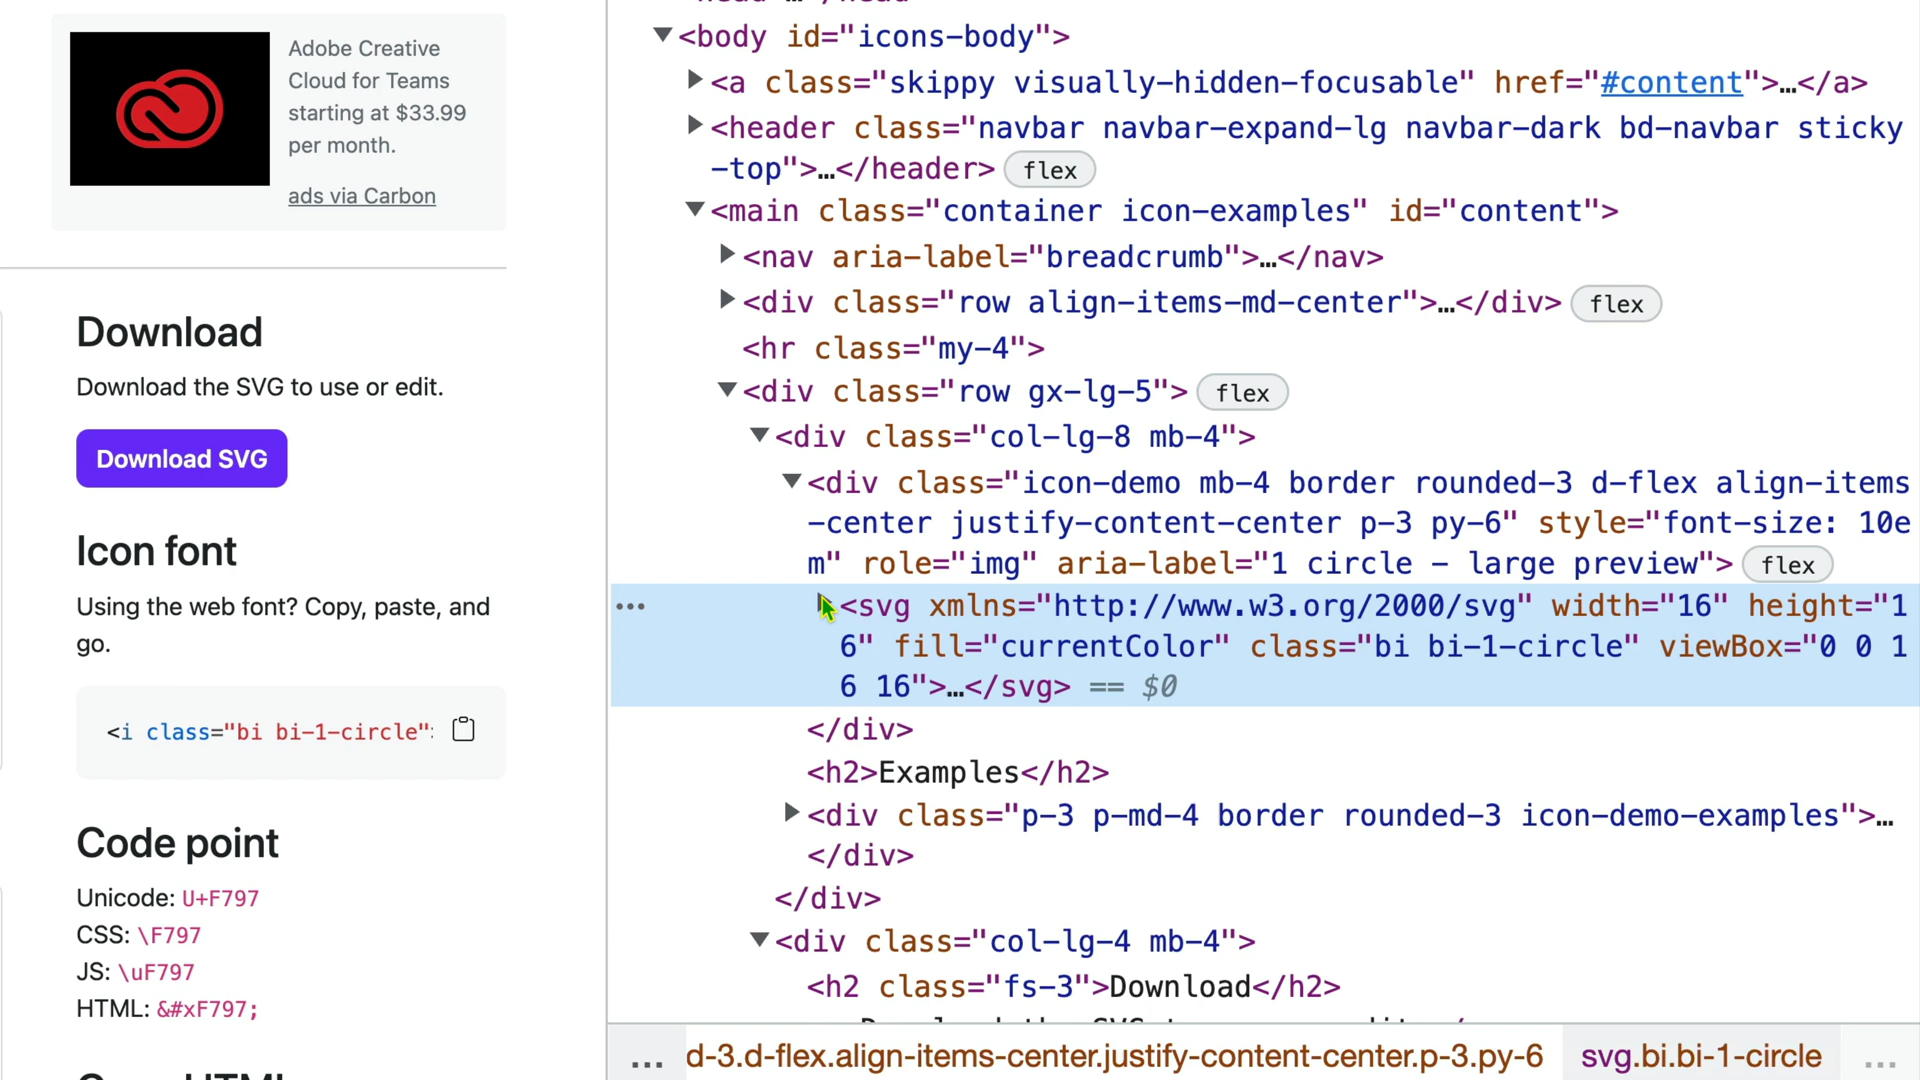 Adobe Creative
Cloud for Teams
starting at $33.99
per month.
ads via Carbon
Download
Download the SVG to use or edit.
Download SVG
Icon font
Using the web font? Copy, paste, and
go.
<i class="bi bi-1-circle">
Code point
Unicode: U+F797
CSS: \F797
JS: \uF797
HTML: &#xF797;
<body id="icons-body">
<a class="skippy visually-hidden-focusable" href="#content">…</a>
<header class="navbar navbar-expand-lg navbar-dark bd-navbar sticky
-top">…</header> flex
<main class="container icon-examples" id="content">
<nav aria-label="breadcrumb">…</nav>
<div class="row align-items-md-center">…</div> flex
<hr class="my-4">
<div class="row gx-lg-5"> flex
<div class="col-lg-8 mb-4">
<div class="icon-demo mb-4 border rounded-3 d-flex align-items
-center justify-content-center p-3 py-6" style="font-size: 10e
m" role="img" aria-label="1 circle - large preview"> flex
<svg xmlns="http://www.w3.org/2000/svg" width="16" height="1
6" fill="currentColor" class="bi bi-1-circle" viewBox="0 0 1
6 16">…</svg> == $0
</div>
<h2>Examples</h2>
<div class="p-3 p-md-4 border rounded-3 icon-demo-examples">…
</div>
</div>
<div class="col-lg-4 mb-4">
<h2 class="fs-3">Download</h2>
... d-3.d-flex.align-items-center.justify-content-center.p-3.py-6 svg.bi.bi-1-circle ...